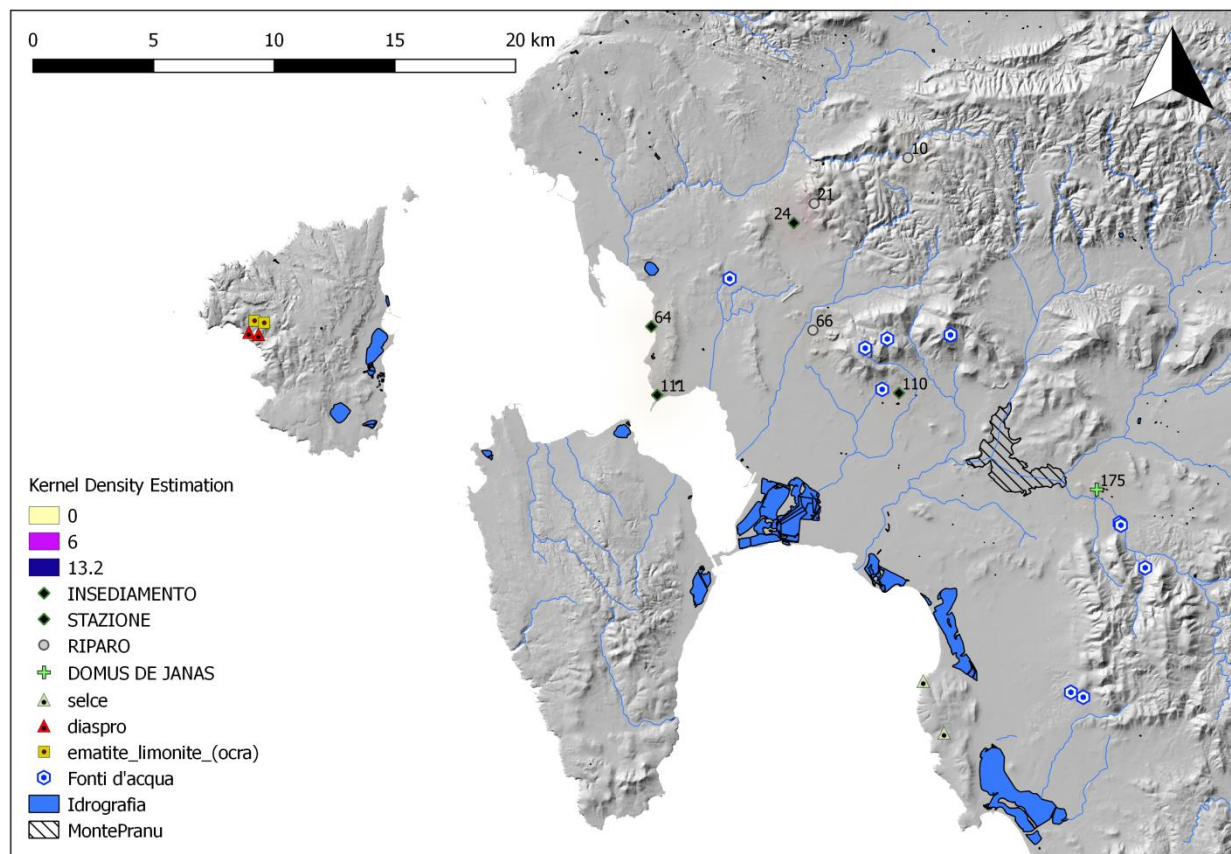 0 5 10 15 20 km
10
21
24
64
66
111
110
175
Kernel Density Estimation
0
6
13.2
INSEDIAMENTO
STAZIONE
RIPARO
DOMUS DE JANAS
selce
diaspro
ematite_limonite_(ocra)
Fonti d'acqua
Idrografia
MontePranu